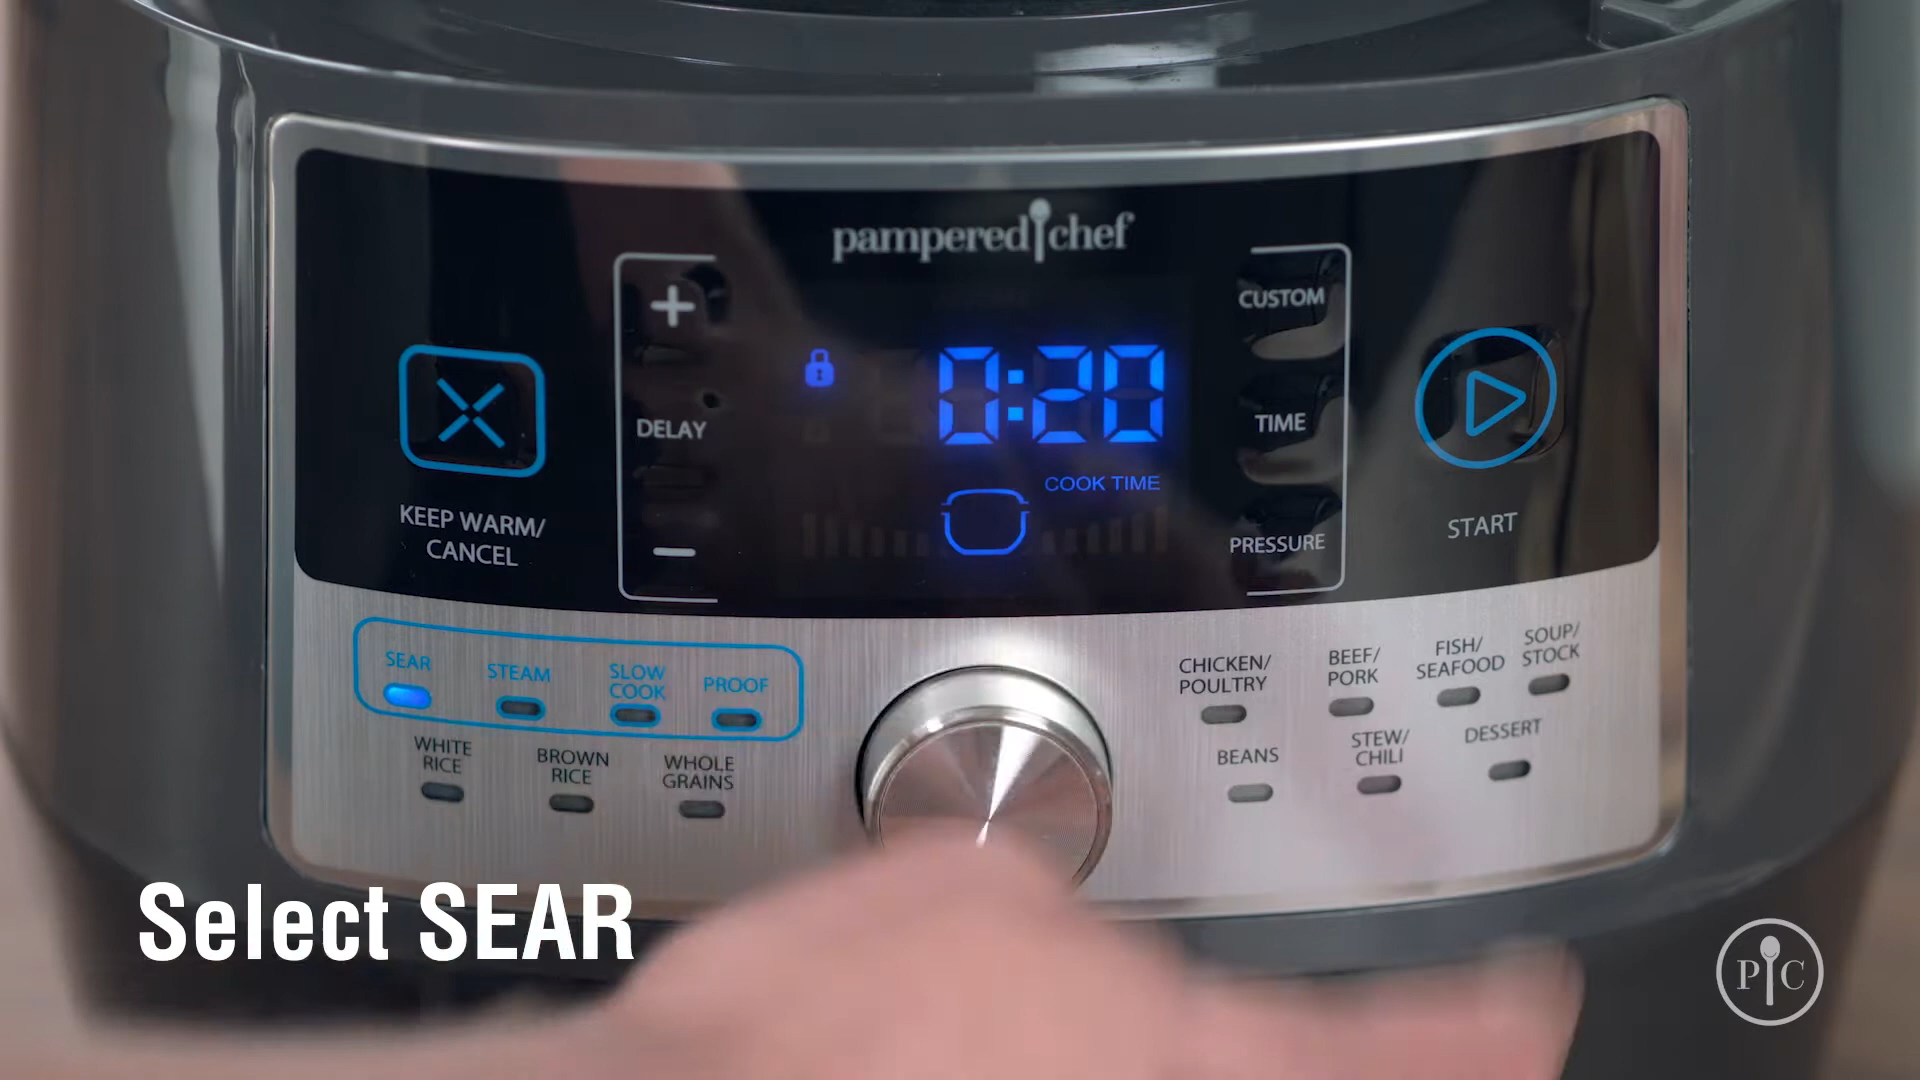 pampered chef
+
CUSTOM
0:20
DELAY
TIME
COOK TIME
KEEP WARM/
CANCEL
−
PRESSURE
START
SEAR
STEAM
SLOW
COOK
PROOF
WHITE
RICE
BROWN
RICE
WHOLE
GRAINS
CHICKEN/
POULTRY
BEEF/
PORK
FISH/
SEAFOOD
SOUP/
STOCK
BEANS
STEW/
CHILI
DESSERT
Select SEAR
PC